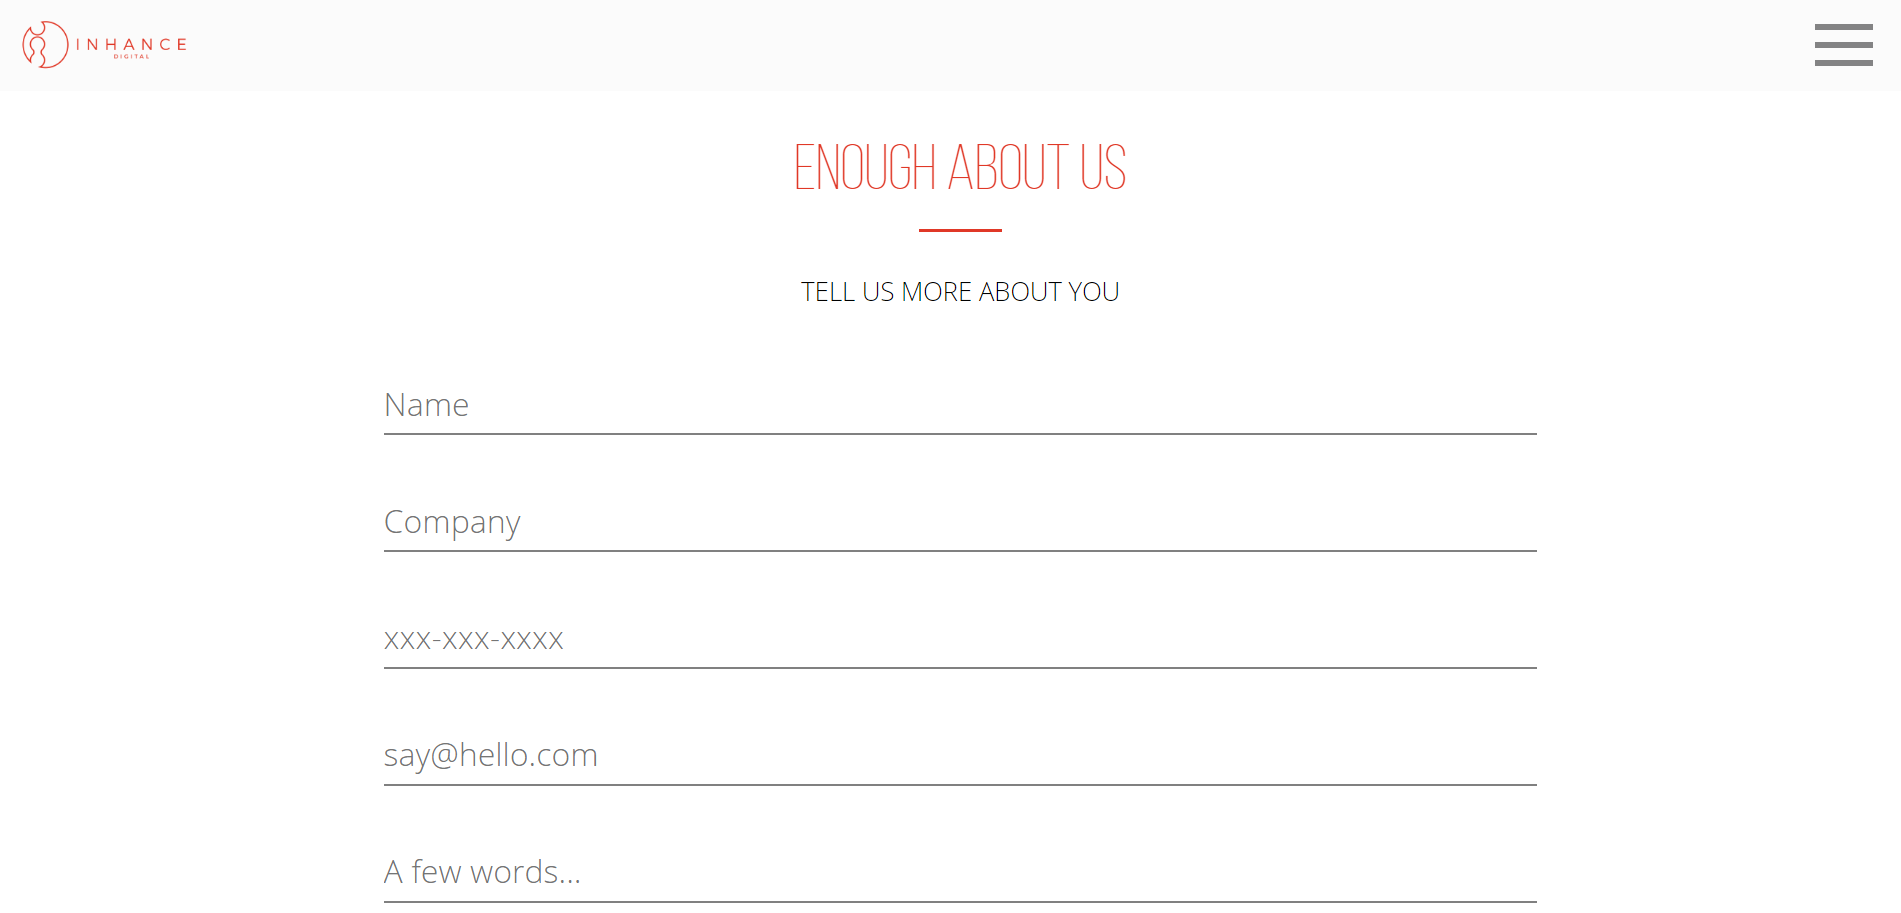 INHANCE
DIGITAL
ENOUGH ABOUT US
TELL US MORE ABOUT YOU
Name
Company
xxx-xxx-xxxx
say@hello.com
A few words...